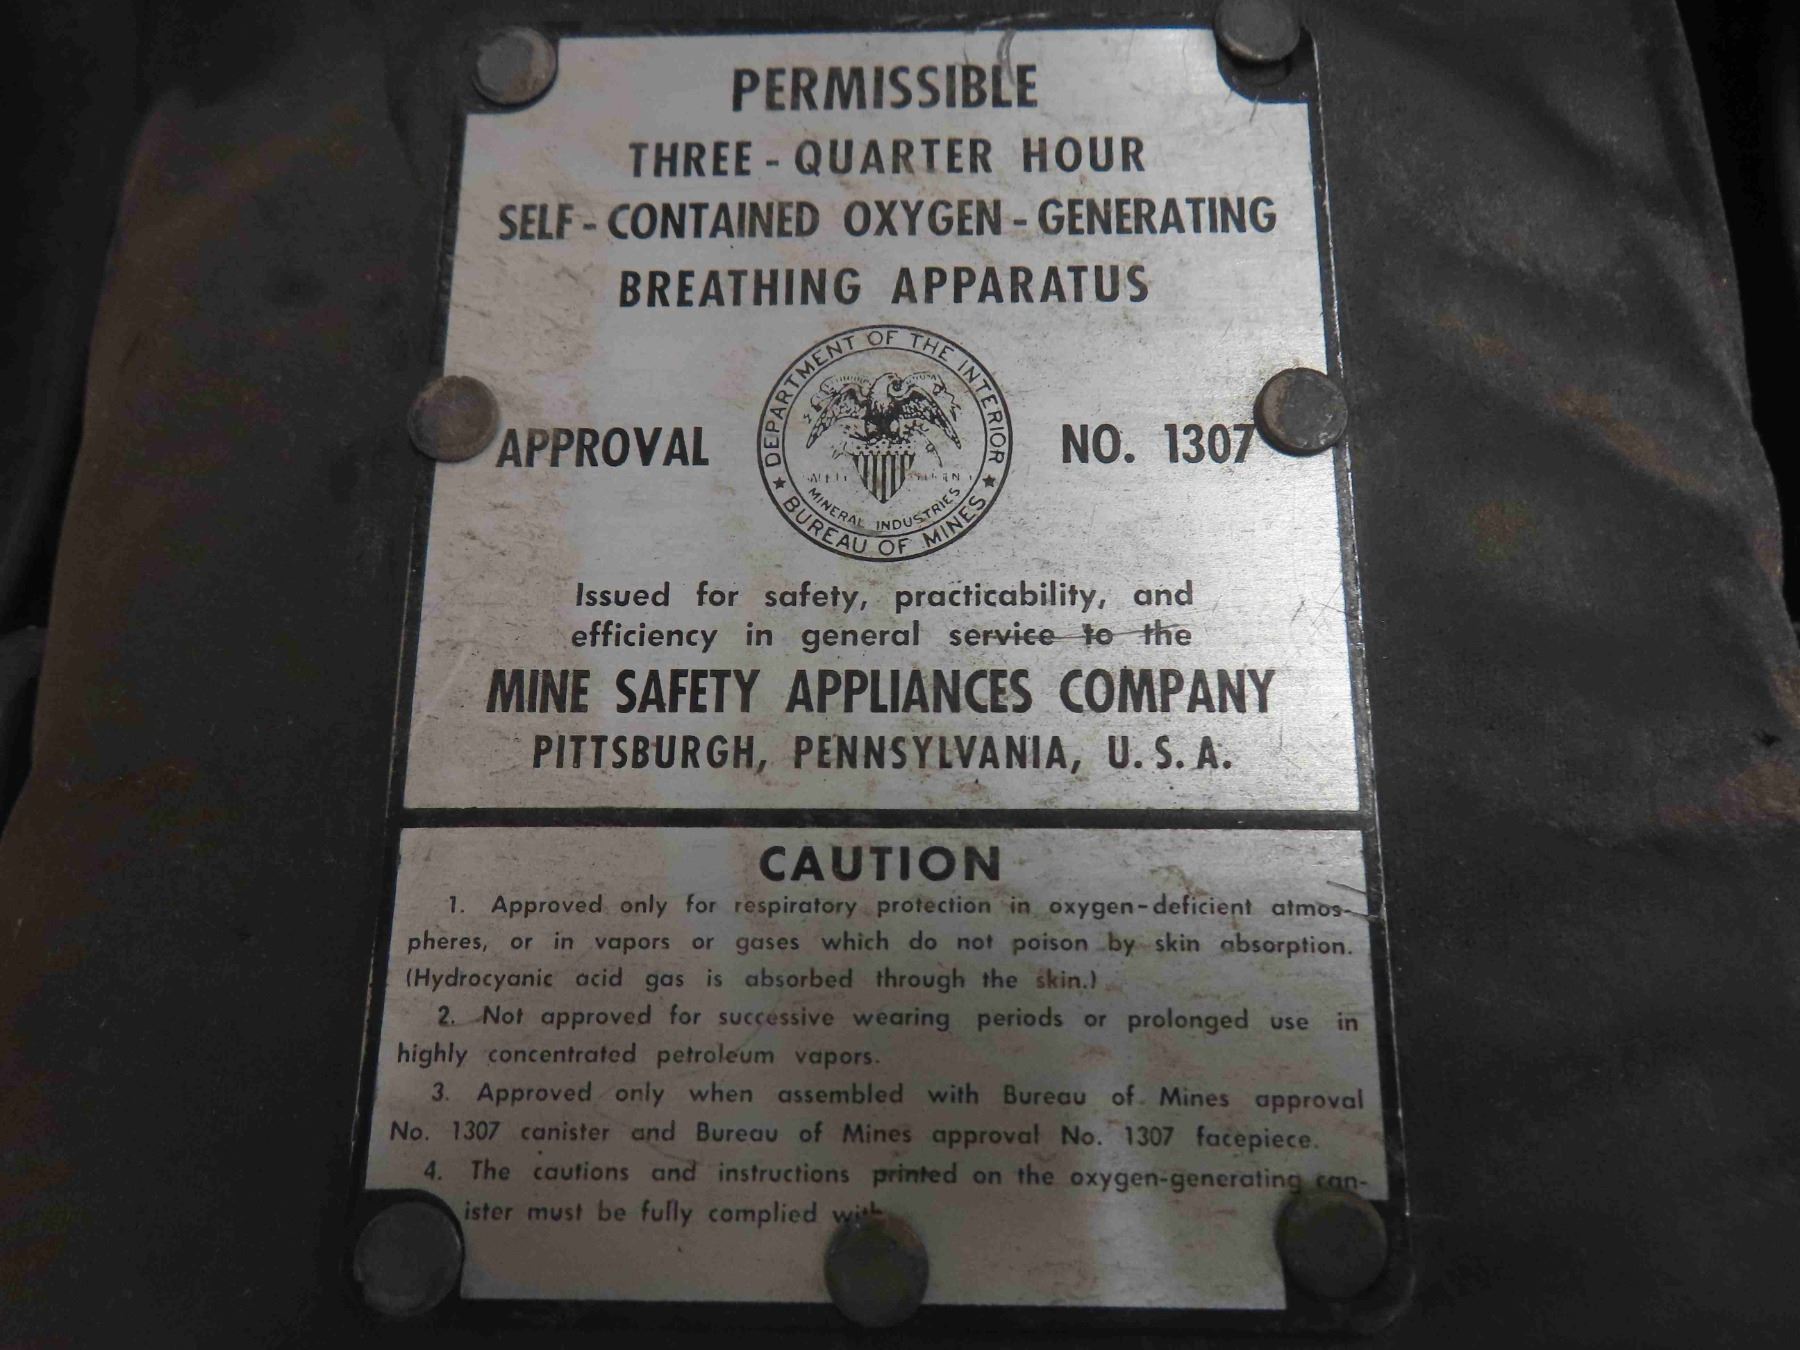 PERMISSIBLE
THREE - QUARTER HOUR
SELF - CONTAINED OXYGEN - GENERATING
BREATHING APPARATUS
DEPARTMENT OF THE INTERIOR
MINERAL INDUSTRIES
★ BUREAU OF MINES ★
APPROVAL NO. 1307
Issued for safety, practicability, and
efficiency in general service to the
MINE SAFETY APPLIANCES COMPANY
PITTSBURGH, PENNSYLVANIA, U. S. A.
CAUTION
1. Approved only for respiratory protection in oxygen-deficient atmos-
pheres, or in vapors or gases which do not poison by skin absorption.
(Hydrocyanic acid gas is absorbed through the skin.)
2. Not approved for successive wearing periods or prolonged use in
highly concentrated petroleum vapors.
3. Approved only when assembled with Bureau of Mines approval
No. 1307 canister and Bureau of Mines approval No. 1307 facepiece.
4. The cautions and instructions printed on the oxygen-generating can-
ister must be fully complied with